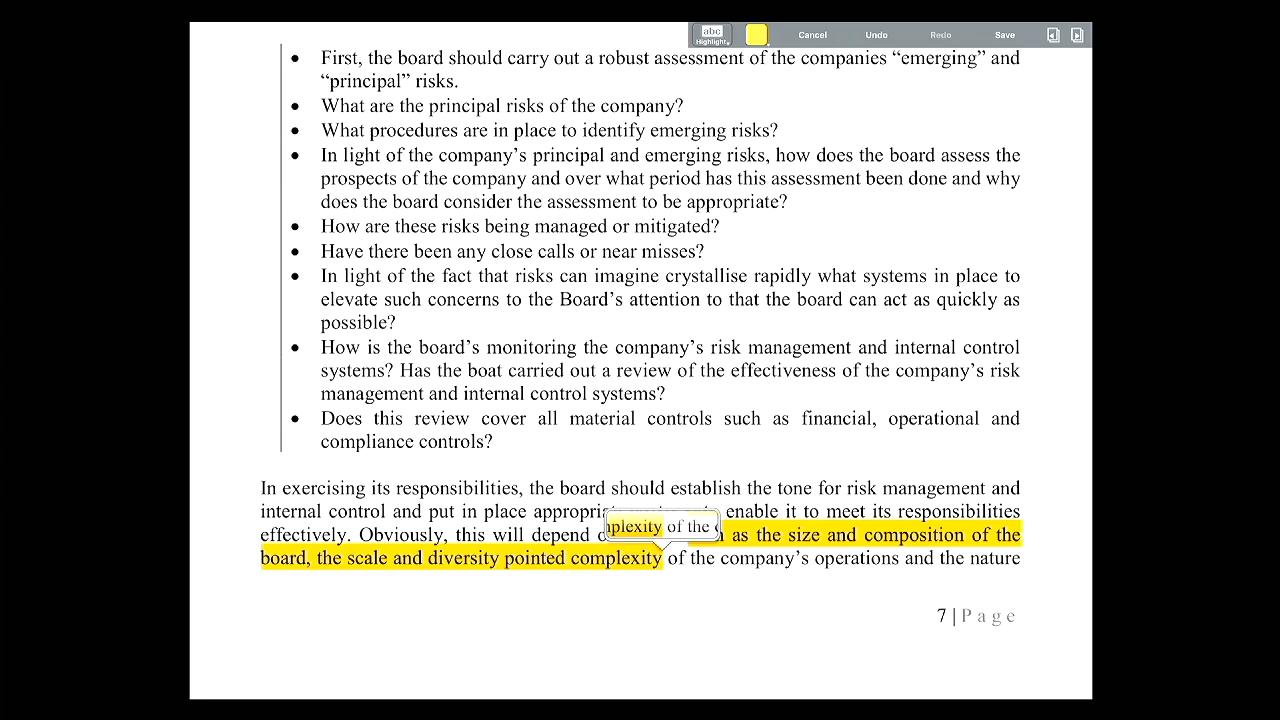 abc
Highlight
Cancel
Undo
Redo
Save
• First, the board should carry out a robust assessment of the companies “emerging” and
“principal” risks.
• What are the principal risks of the company?
• What procedures are in place to identify emerging risks?
• In light of the company’s principal and emerging risks, how does the board assess the
prospects of the company and over what period has this assessment been done and why
does the board consider the assessment to be appropriate?
• How are these risks being managed or mitigated?
• Have there been any close calls or near misses?
• In light of the fact that risks can imagine crystallise rapidly what systems in place to
elevate such concerns to the Board’s attention to that the board can act as quickly as
possible?
• How is the board’s monitoring the company’s risk management and internal control
systems? Has the boat carried out a review of the effectiveness of the company’s risk
management and internal control systems?
• Does this review cover all material controls such as financial, operational and
compliance controls?
In exercising its responsibilities, the board should establish the tone for risk management and
internal control and put in place enable it to meet its responsibilities
plexity of the
effectively. Obviously, this will depend as the size and composition of the
board, the scale and diversity pointed complexity of the company’s operations and the nature
7 | Page